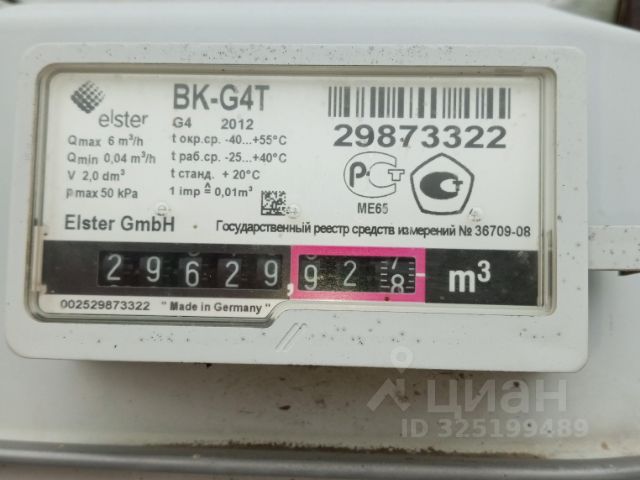 elster
BK-G4T
G4 2012
29873322
Qmax 6 m³/h
t окр.ср. -40...+55°C
Qmin 0,04 m³/h
t раб.ср. -25...+40°C
V 2,0 dm³
t станд. + 20°C
pmax 50 kPa
1 imp ≙ 0,01m³
РСТ
ME65
С
Elster GmbH
Государственный реестр средств измерений № 36709-08
29629,928 m³
002529873322 " Made in Germany "
циан
ID 325199489